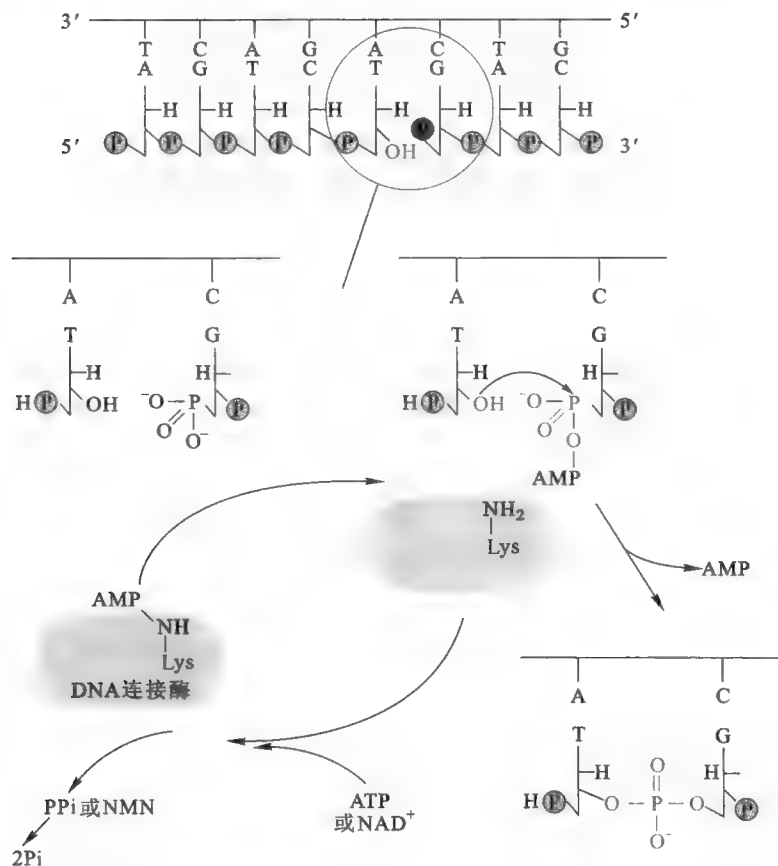 3′ 5′
T C A G A C T G
A G T C T G A C
H H H H H H H H
5′ P P P P P OH P P P P 3′
A C
T G
H H
H P OH ⁻O P P
O O⁻
A C
T G
H H
H P OH ⁻O P P
O O
AMP
NH₂
Lys
AMP
AMP
NH
Lys
DNA连接酶
A C
T G
O
H H
H P O P O P
O⁻
PPi或NMN
ATP
或NAD⁺
2Pi